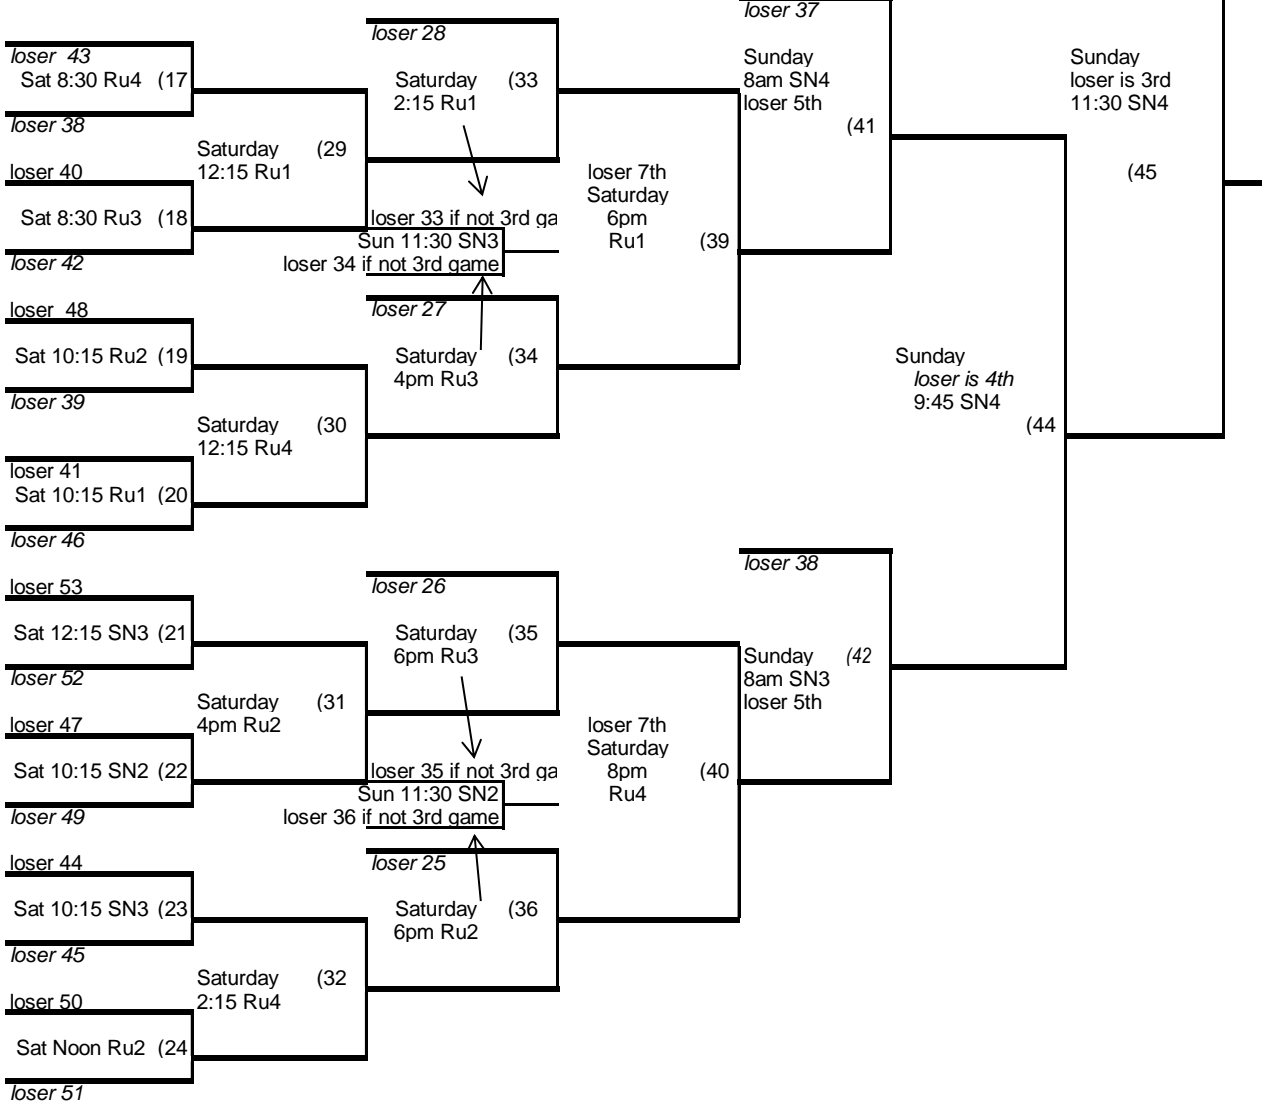 loser 37
loser 28
loser 43
Sat 8:30 Ru4 (17
loser 38
Saturday (33
2:15 Ru1
Sunday
8am SN4
loser 5th
(41
Sunday
loser is 3rd
11:30 SN4
(45
Saturday (29
12:15 Ru1
loser 40
Sat 8:30 Ru3 (18
loser 42
loser 7th
Saturday
6pm
Ru1 (39
loser 33 if not 3rd ga
Sun 11:30 SN3
loser 34 if not 3rd game
loser 27
loser 48
Sat 10:15 Ru2 (19
loser 39
Saturday (34
4pm Ru3
Sunday
loser is 4th
9:45 SN4
(44
Saturday (30
12:15 Ru4
loser 41
Sat 10:15 Ru1 (20
loser 46
loser 38
loser 53
Sat 12:15 SN3 (21
loser 52
loser 26
Saturday (35
6pm Ru3
Sunday (42
8am SN3
loser 5th
Saturday (31
4pm Ru2
loser 47
Sat 10:15 SN2 (22
loser 49
loser 7th
Saturday
8pm (40
Ru4
loser 35 if not 3rd ga
Sun 11:30 SN2
loser 36 if not 3rd game
loser 25
loser 44
Sat 10:15 SN3 (23
loser 45
Saturday (36
6pm Ru2
Saturday (32
2:15 Ru4
loser 50
Sat Noon Ru2 (24
loser 51